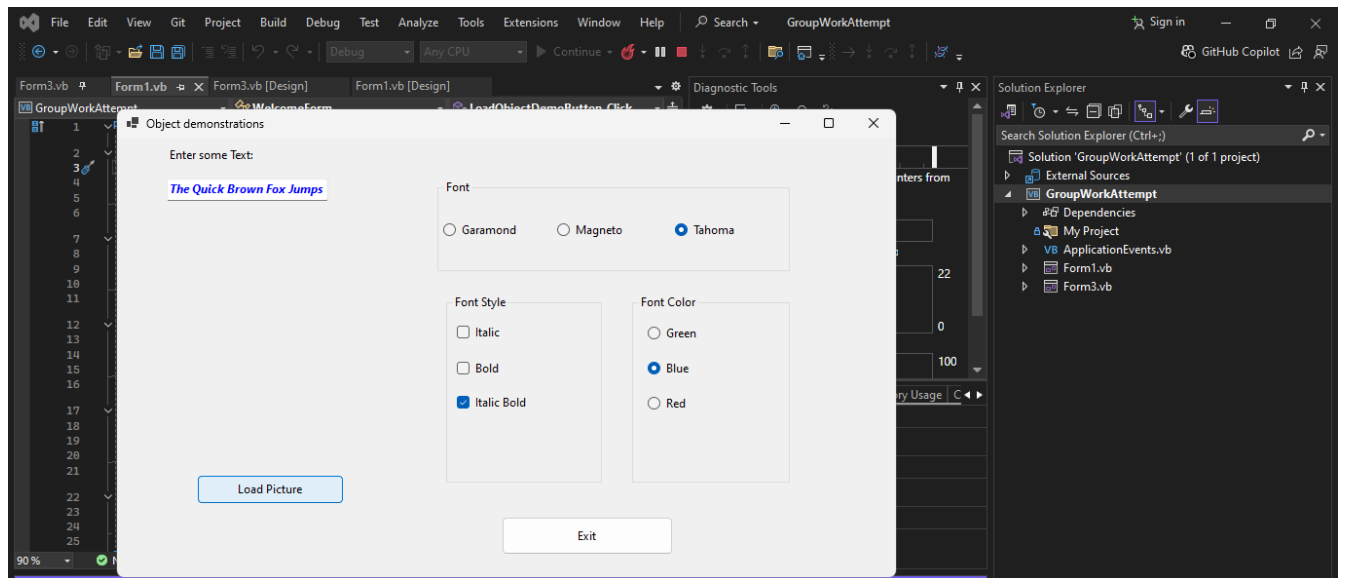 File Edit View Git Project Build Debug Test Analyze Tools Extensions Window Help Search GroupWorkAttempt Sign in
Debug Any CPU Continue GitHub Copilot
Form3.vb Form1.vb Form3.vb [Design] Form1.vb [Design] Diagnostic Tools Solution Explorer
GroupWorkAttempt WelcomeForm LoadObjectDemoButton_Click
Search Solution Explorer (Ctrl+;)
Solution 'GroupWorkAttempt' (1 of 1 project)
External Sources
GroupWorkAttempt
Dependencies
My Project
ApplicationEvents.vb
Form1.vb
Form3.vb
Object demonstrations
Enter some Text:
The Quick Brown Fox Jumps
Font
Garamond Magneto Tahoma
Font Style
Italic
Bold
Italic Bold
Font Color
Green
Blue
Red
Load Picture
Exit
nters from
22
0
100
ry Usage C
1
2
3
4
5
6
7
8
9
10
11
12
13
14
15
16
17
18
19
20
21
22
23
24
25
90 %